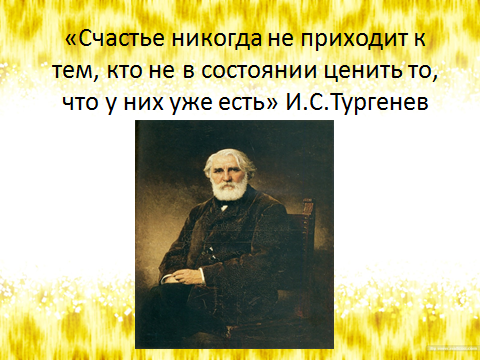 «Счастье никогда не приходит к
тем, кто не в состоянии ценить то,
что у них уже есть» И.С.Тургенев